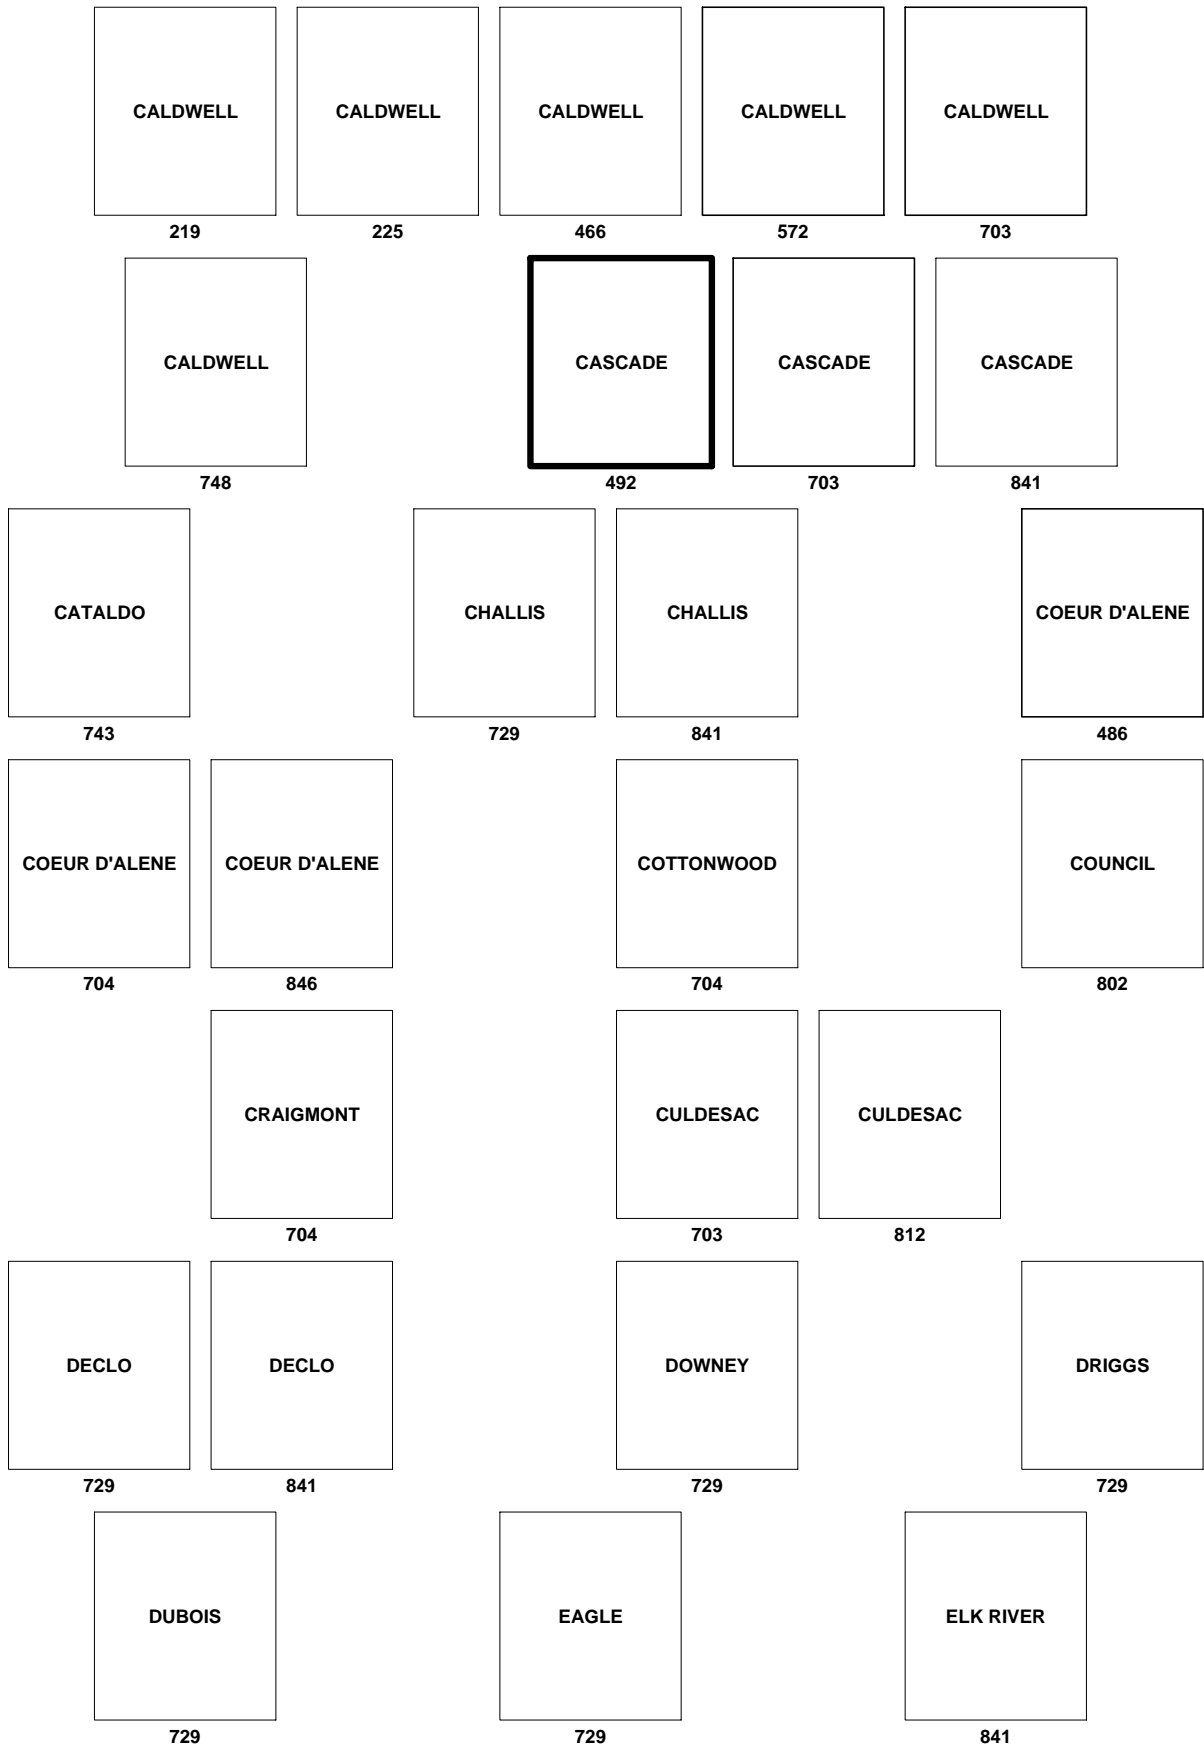 CALDWELL CALDWELL CALDWELL CALDWELL CALDWELL
219 225 466 572 703
CALDWELL CASCADE CASCADE CASCADE
748 492 703 841
CATALDO CHALLIS CHALLIS COEUR D'ALENE
743 729 841 486
COEUR D'ALENE COEUR D'ALENE COTTONWOOD COUNCIL
704 846 704 802
CRAIGMONT CULDESAC CULDESAC
704 703 812
DECLO DECLO DOWNEY DRIGGS
729 841 729 729
DUBOIS EAGLE ELK RIVER
729 729 841